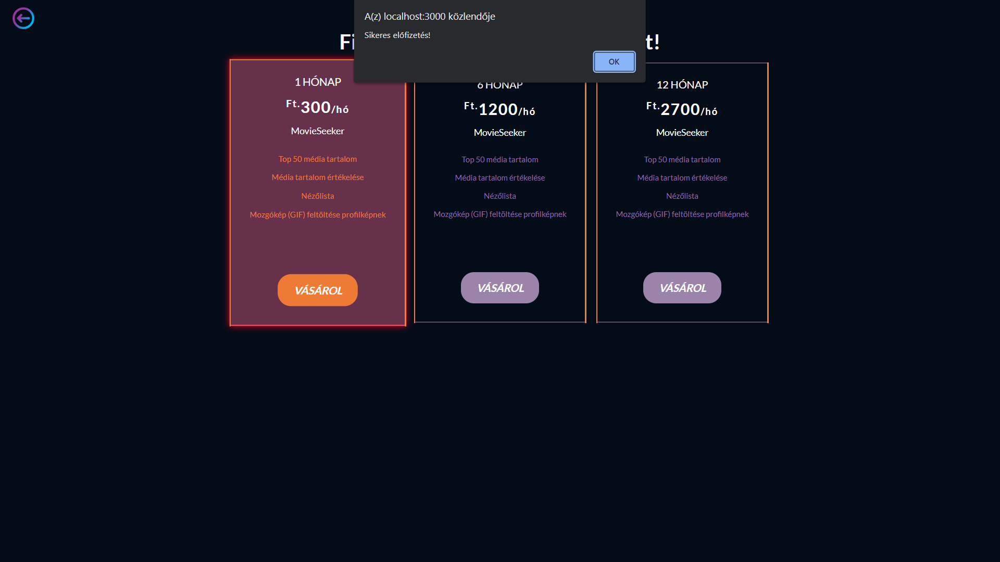 A(z) localhost:3000 közlendője
Sikeres előfizetés!
OK
1 HÓNAP
Ft.300/hó
MovieSeeker
Top 50 média tartalom
Média tartalom értékelése
Nézőlista
Mozgókép (GIF) feltöltése profilképnek
VÁSÁROL
6 HÓNAP
Ft.1200/hó
MovieSeeker
Top 50 média tartalom
Média tartalom értékelése
Nézőlista
Mozgókép (GIF) feltöltése profilképnek
VÁSÁROL
12 HÓNAP
Ft.2700/hó
MovieSeeker
Top 50 média tartalom
Média tartalom értékelése
Nézőlista
Mozgókép (GIF) feltöltése profilképnek
VÁSÁROL